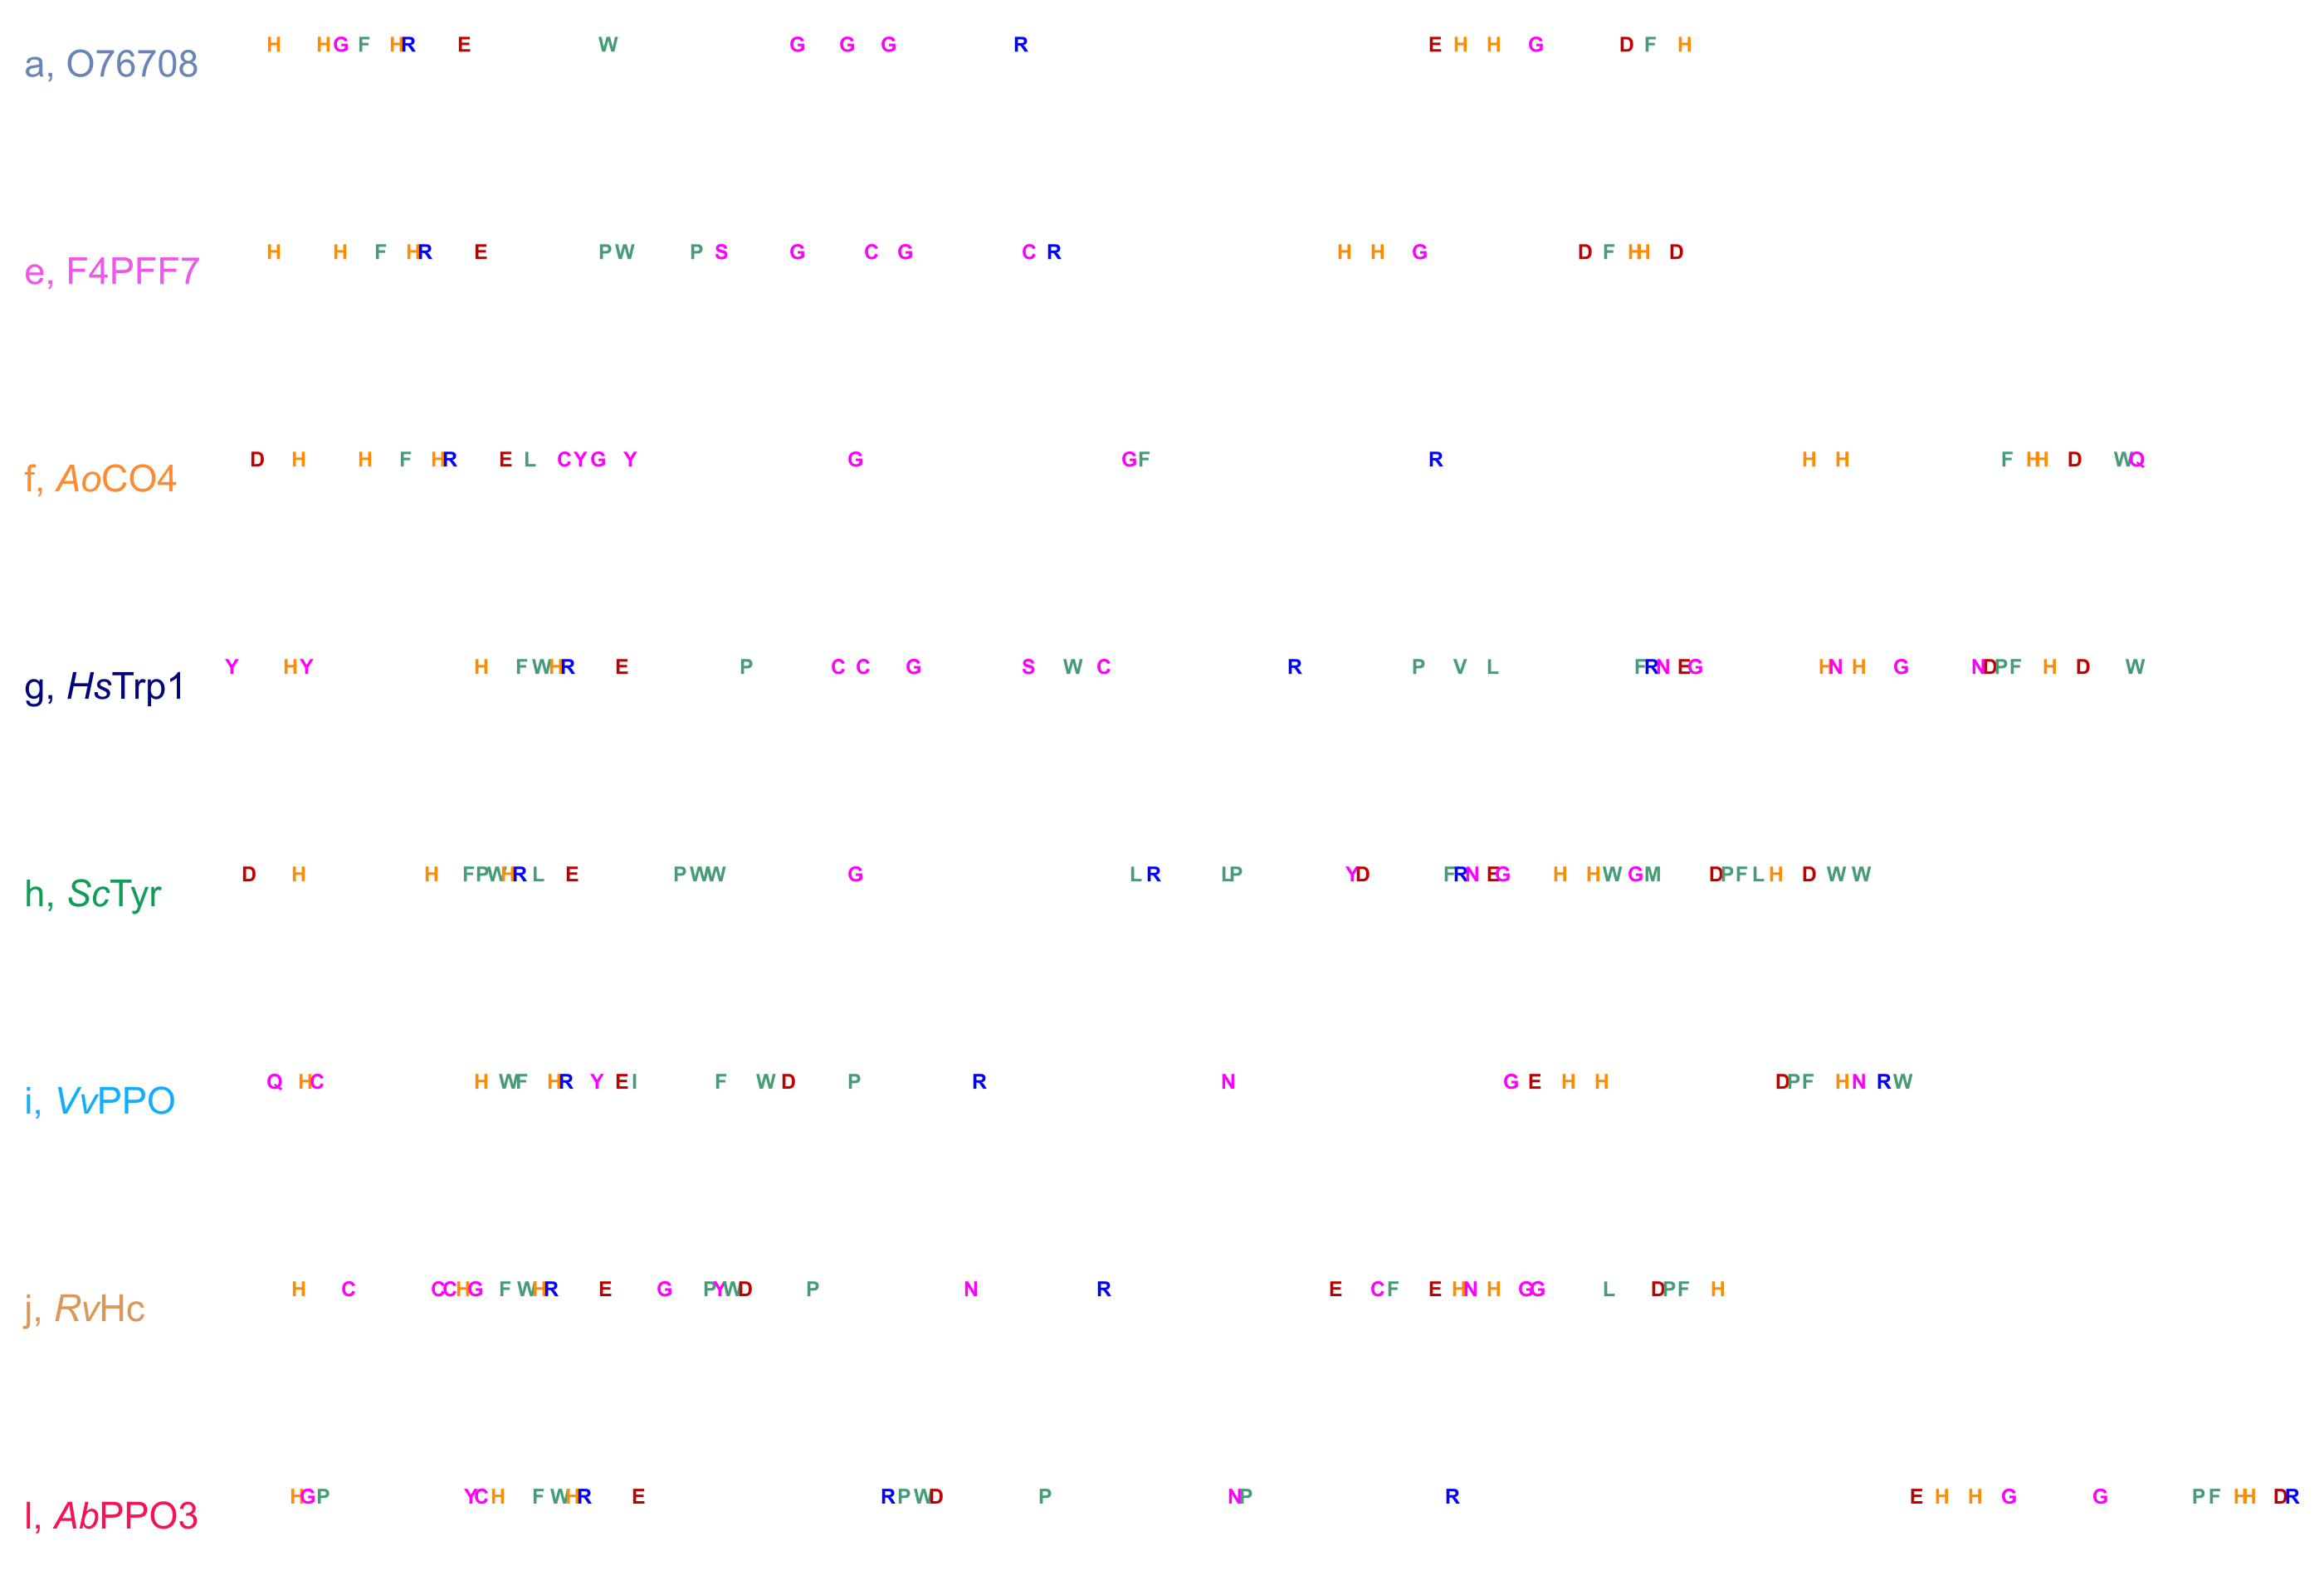 H H G F H R E W G G G R E H H G D F H
a, O76708
H H F H R E P W P S G C G C R H H G D F H H D
e, F4PFF7
D H H F H R E L C Y G Y G G F R H H F H H D W Q
f, AoCO4
Y H Y H F W H R E P C C G S W C R P V L F R N E G H N H G N D P F H D W
g, HsTrp1
D H H F P W H R L E P W W G L R L P Y D F R N E G H H W G M D P F L H D W W
h, ScTyr
Q H C H W F H R Y E I F W D P R N G E H H D P F H N R W
i, VvPPO
H C C C H G F W H R E G P Y W D P N R E C F E H N H G G L D P F H
j, RvHc
H G P Y C H F W H R E R P W D P N P R E H H G G P F H H D R
l, AbPPO3